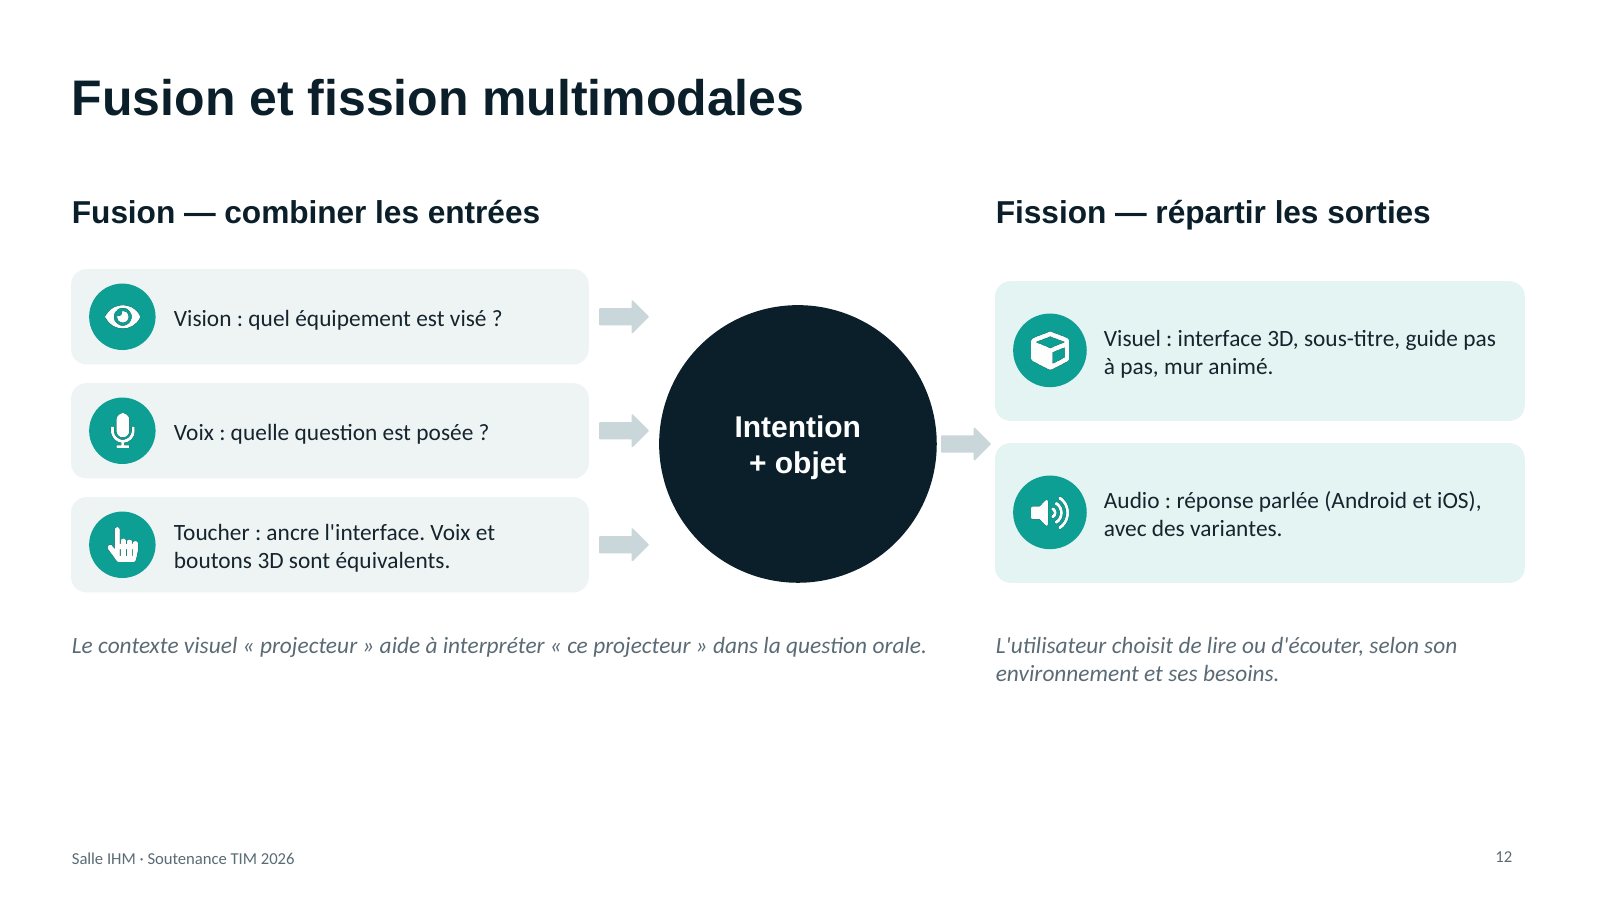 Fusion et fission multimodales
Fusion — combiner les entrées
Vision : quel équipement est visé ?
Voix : quelle question est posée ?
Toucher : ancre l'interface. Voix et
boutons 3D sont équivalents.
Intention
+ objet
Fission — répartir les sorties
Visuel : interface 3D, sous-titre, guide pas
à pas, mur animé.
Audio : réponse parlée (Android et iOS),
avec des variantes.
Le contexte visuel « projecteur » aide à interpréter « ce projecteur » dans la question orale.
L'utilisateur choisit de lire ou d'écouter, selon son
environnement et ses besoins.
Salle IHM · Soutenance TIM 2026
12